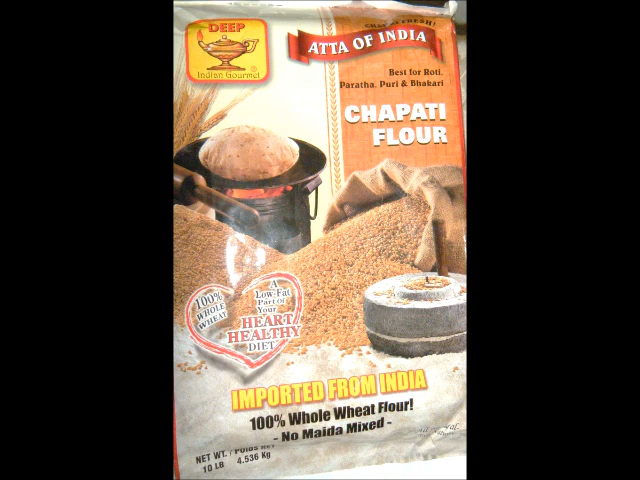 DEEP
Indian Gourmet
ATTA OF INDIA
Best for Roti,
Paratha, Puri & Bhakari
CHAPATI
FLOUR
100%
WHOLE
WHEAT
A
Low-Fat
Part Of
Your
HEART
HEALTHY
DIET
IMPORTED FROM INDIA
100% Whole Wheat Flour!
- No Maida Mixed -
NET WT. / POIDS NET
10 LB 4.536 Kg